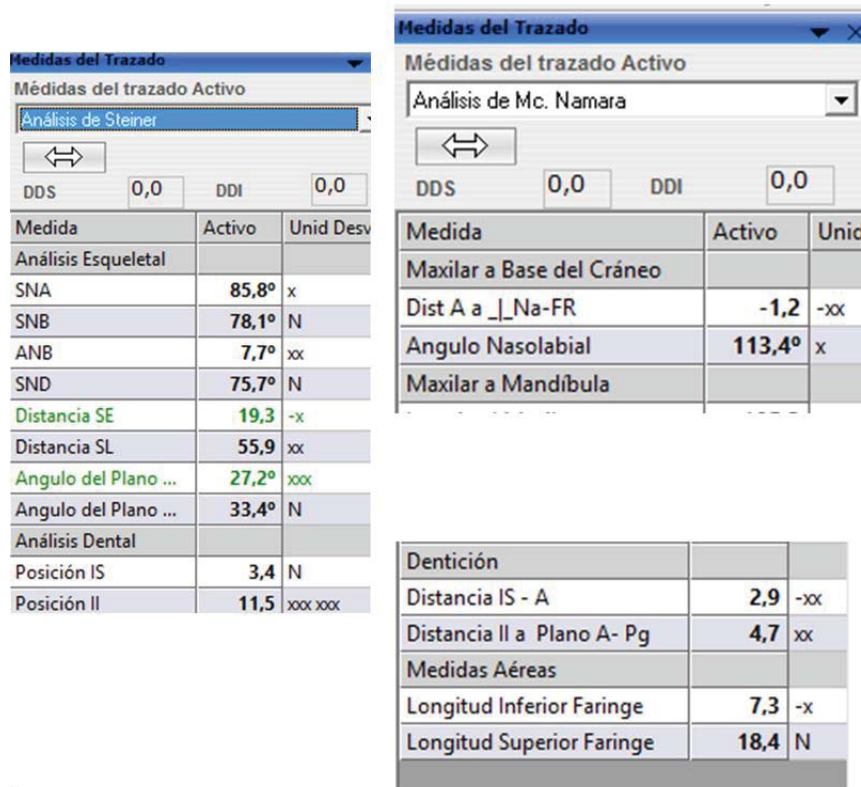 Medidas del Trazado
Médidas del trazado Activo
Análisis de Steiner
DDS 0,0 DDI 0,0
Medida Activo Unid Desv
Análisis Esqueletal
SNA 85,8º x
SNB 78,1º N
ANB 7,7º xx
SND 75,7º N
Distancia SE 19,3 -x
Distancia SL 55,9 xx
Angulo del Plano ... 27,2º xxx
Angulo del Plano ... 33,4º N
Análisis Dental
Posición IS 3,4 N
Posición II 11,5 xxx xxx
Medidas del Trazado
Médidas del trazado Activo
Análisis de Mc. Namara
DDS 0,0 DDI 0,0
Medida Activo Unid
Maxilar a Base del Cráneo
Dist A a _|_Na-FR -1,2 -xx
Angulo Nasolabial 113,4º x
Maxilar a Mandíbula
Dentición
Distancia IS - A 2,9 -xx
Distancia II a Plano A- Pg 4,7 xx
Medidas Aéreas
Longitud Inferior Faringe 7,3 -x
Longitud Superior Faringe 18,4 N